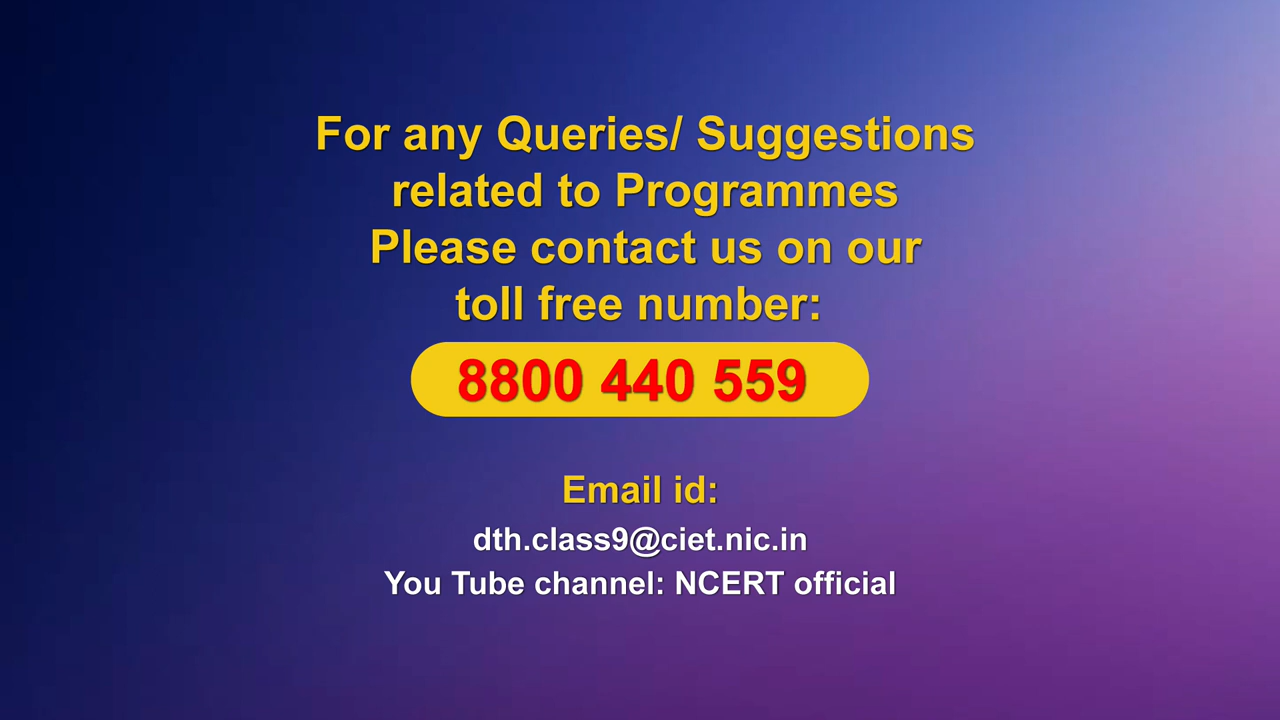 For any Queries/ Suggestions
related to Programmes
Please contact us on our
toll free number:
8800 440 559
Email id:
dth.class9@ciet.nic.in
You Tube channel: NCERT official